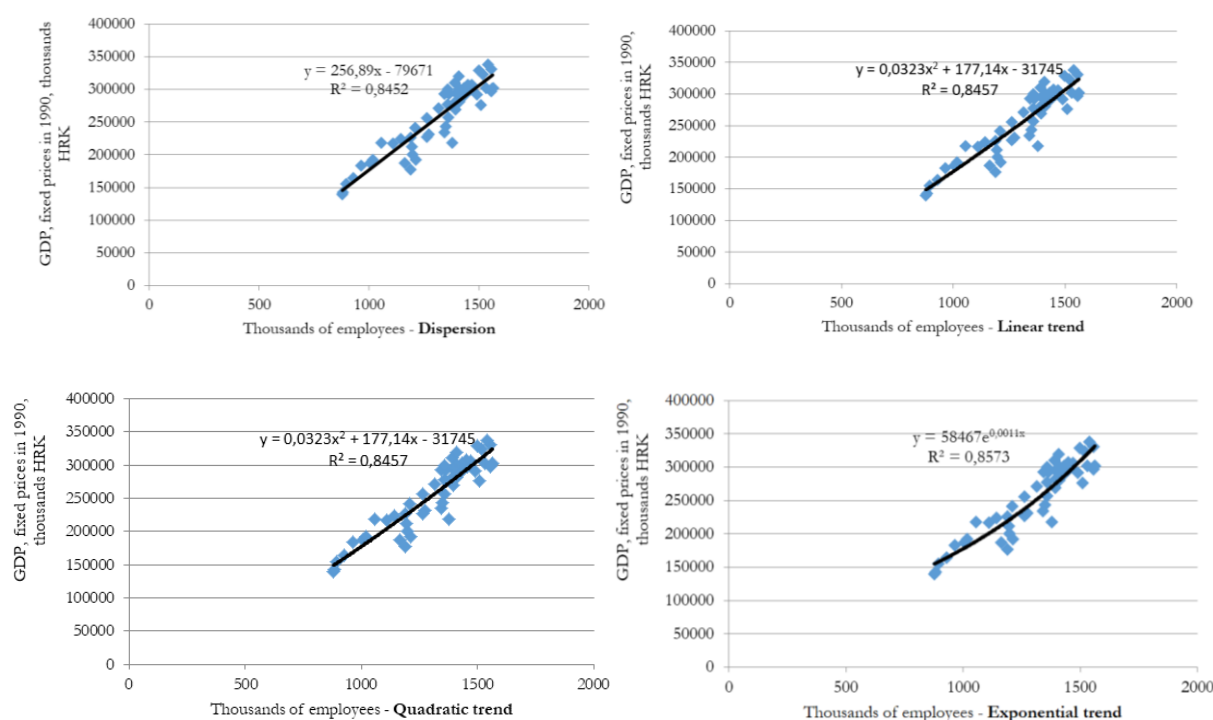 GDP, fixed prices in 1990, thousands
HRK
400000
350000
300000
250000
200000
150000
100000
50000
0
y = 256,89x - 79671
R² = 0,8452
0 500 1000 1500 2000
Thousands of employees - Dispersion
GDP, fixed prices in 1990,
thousands HRK
400000
350000
300000
250000
200000
150000
100000
50000
0
y = 0,0323x² + 177,14x - 31745
R² = 0,8457
0 500 1000 1500 2000
Thousands of employees - Linear trend
GDP, fixed prices in 1990,
thousands HRK
400000
350000
300000
250000
200000
150000
100000
50000
0
y = 0,0323x² + 177,14x - 31745
R² = 0,8457
0 500 1000 1500 2000
Thousands of employees - Quadratic trend
GDP, fixed prices in 1990,
thousands HRK
400000
350000
300000
250000
200000
150000
100000
50000
0
y = 58467e^0,0011x
R² = 0,8573
0 500 1000 1500 2000
Thousands of employees - Exponential trend